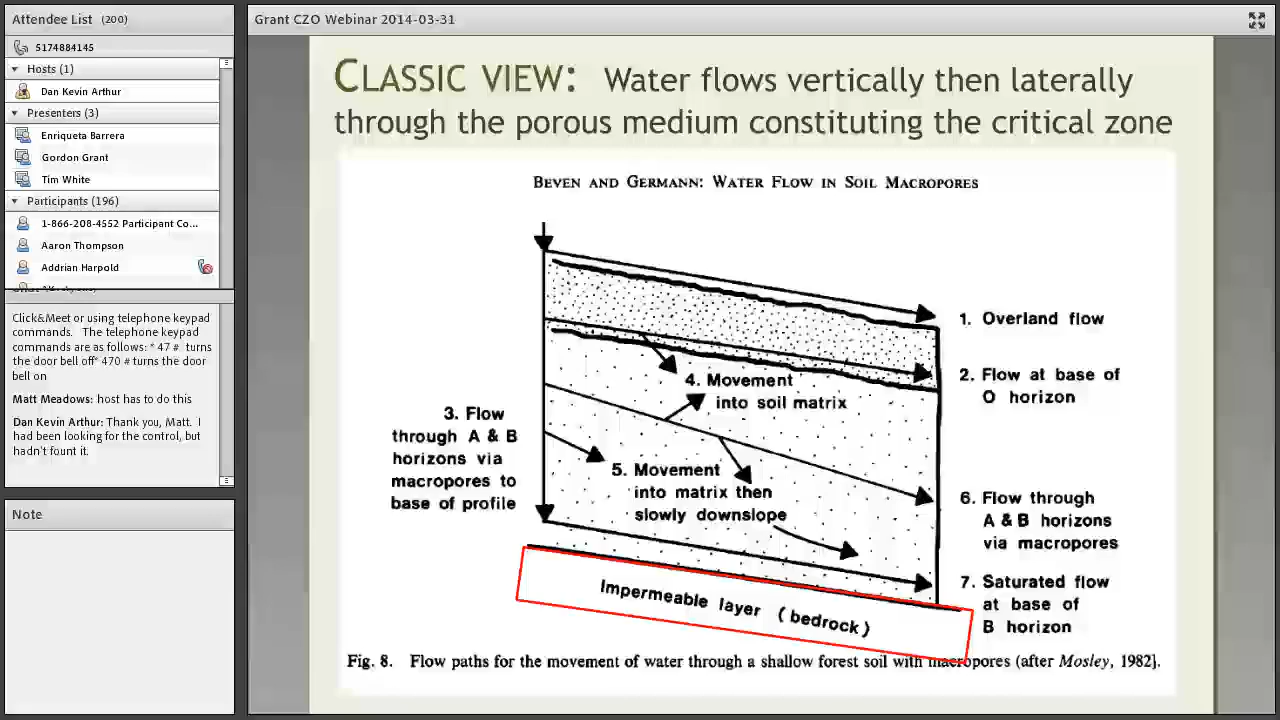 Attendee List (200)
5174884145
Hosts (1)
Dan Kevin Arthur
Presenters (3)
Enriqueta Barrera
Gordon Grant
Tim White
Participants (196)
1-866-208-4552 Participant Co...
Aaron Thompson
Addrian Harpold
Click&Meet or using telephone keypad
commands. The telephone keypad
commands are as follows: * 47 # turns
the door bell off* 470 # turns the door
bell on
Matt Meadows: host has to do this
Dan Kevin Arthur: Thank you, Matt. I
had been looking for the control, but
hadn't fount it.
Note
Grant CZO Webinar 2014-03-31
CLASSIC VIEW: Water flows vertically then laterally
through the porous medium constituting the critical zone
BEVEN AND GERMANN: WATER FLOW IN SOIL MACROPORES
1. Overland flow
2. Flow at base of
O horizon
3. Flow
through A & B
horizons via
macropores to
base of profile
4. Movement
into soil matrix
5. Movement
into matrix then
slowly downslope
6. Flow through
A & B horizons
via macropores
7. Saturated flow
at base of
B horizon
Impermeable layer (bedrock)
Fig. 8. Flow paths for the movement of water through a shallow forest soil with macropores (after Mosley, 1982].